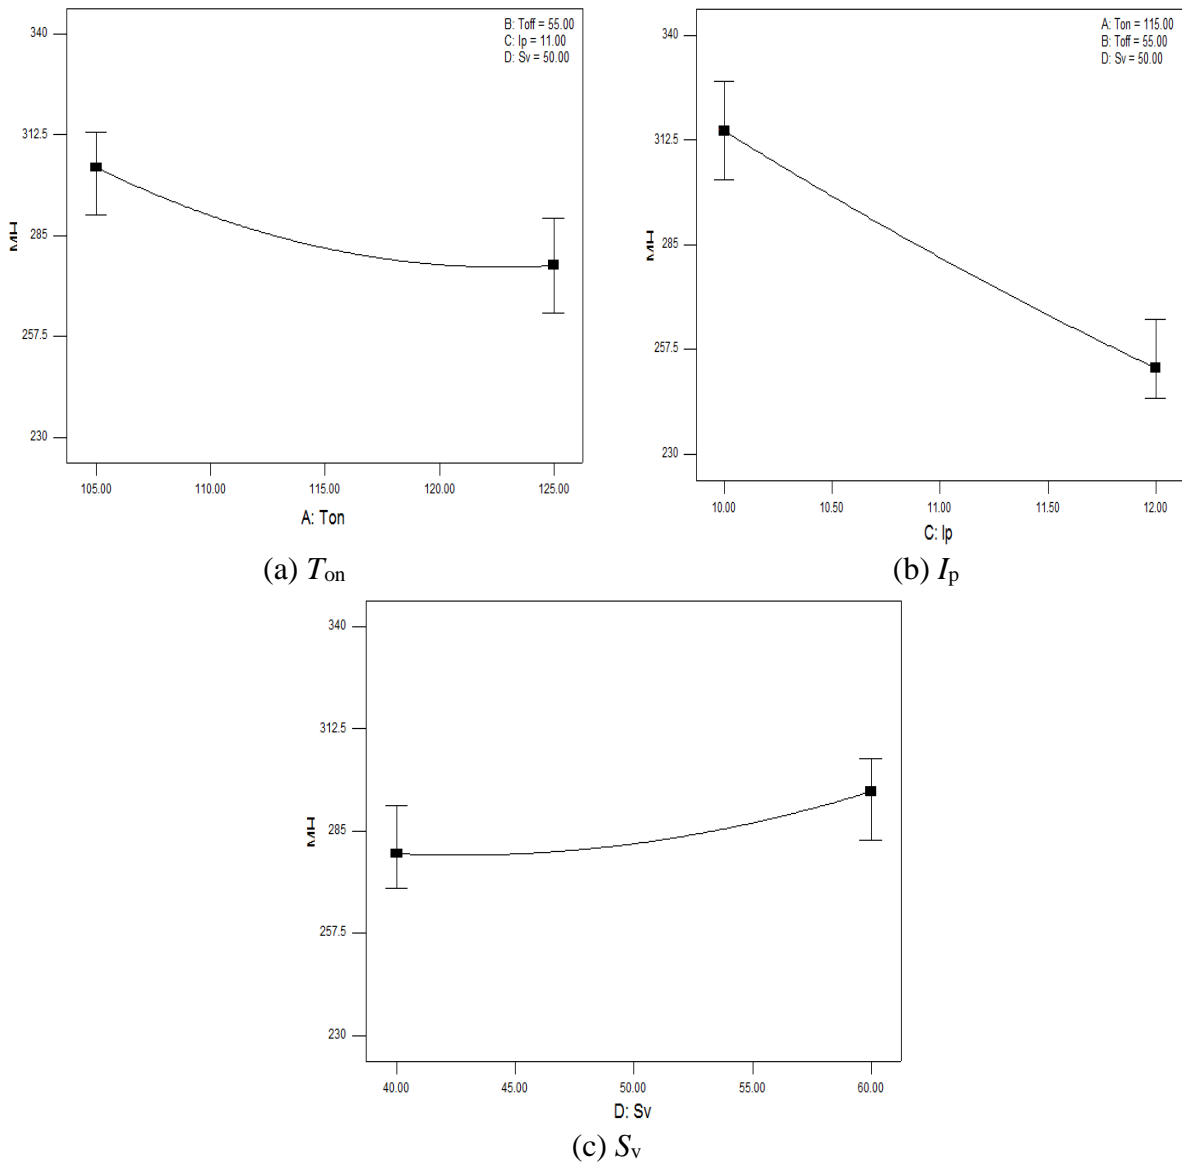 B: Toff = 55.00
C: Ip = 11.00
D: Sv = 50.00
340
312.5
285
257.5
230
MH
105.00 110.00 115.00 120.00 125.00
A: Ton
(a) Ton
A: Ton = 115.00
B: Toff = 55.00
D: Sv = 50.00
340
312.5
285
257.5
230
MH
10.00 10.50 11.00 11.50 12.00
C: Ip
(b) Ip
340
312.5
285
257.5
230
MH
40.00 45.00 50.00 55.00 60.00
D: Sv
(c) Sv